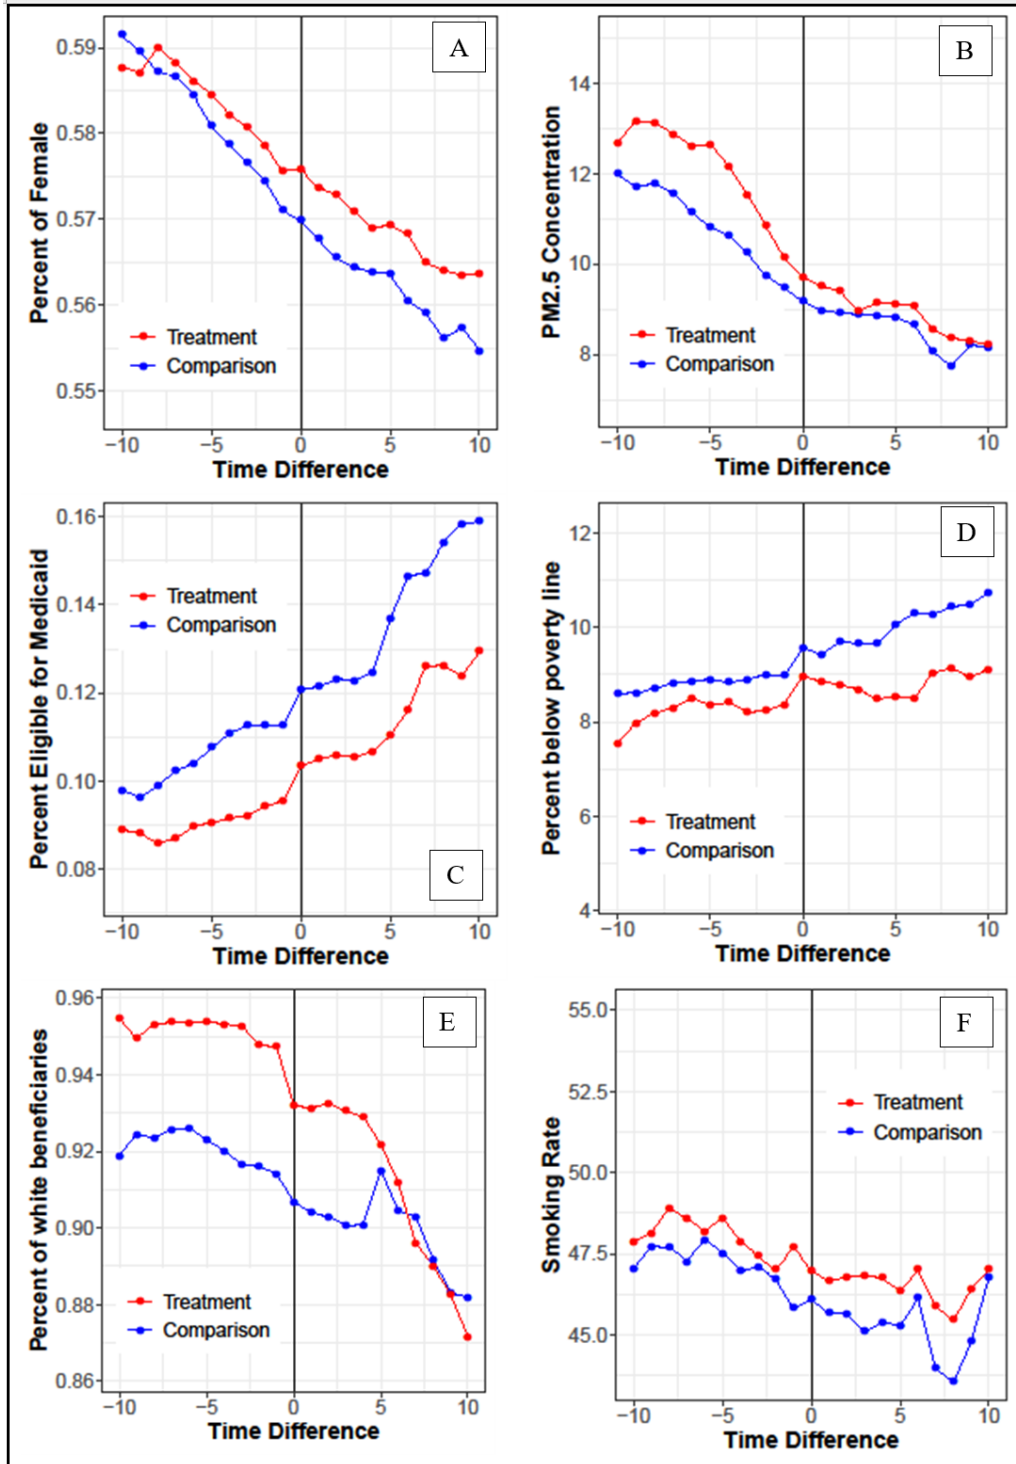 A
Percent of Female
0.59
0.58
0.57
0.56
0.55
Treatment
Comparison
−10
−5
0
5
10
Time Difference
B
PM2.5 Concentration
14
12
10
8
Treatment
Comparison
−10
−5
0
5
10
Time Difference
C
Percent Eligible for Medicaid
0.16
0.14
0.12
0.10
0.08
Treatment
Comparison
−10
−5
0
5
10
Time Difference
D
Percent below poverty line
12
10
8
6
4
Treatment
Comparison
−10
−5
0
5
10
Time Difference
E
Percent of white beneficiaries
0.96
0.94
0.92
0.90
0.88
0.86
Treatment
Comparison
−10
−5
0
5
10
Time Difference
F
Smoking Rate
55.0
52.5
50.0
47.5
45.0
Treatment
Comparison
−10
−5
0
5
10
Time Difference